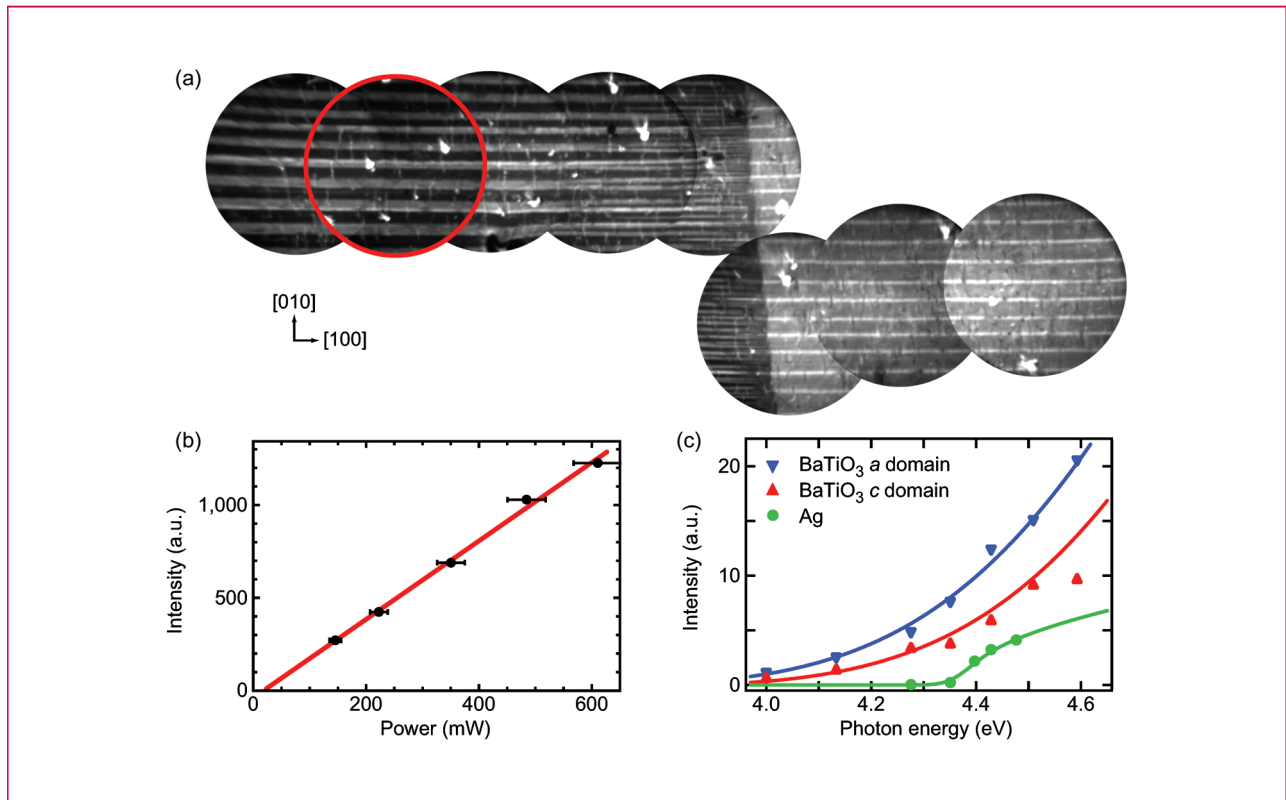 (a)
[010]
[100]
(b)
1,000
500
0
Intensity (a.u.)
0 200 400 600
Power (mW)
(c)
BaTiO3 a domain
BaTiO3 c domain
Ag
20
10
0
Intensity (a.u.)
4.0 4.2 4.4 4.6
Photon energy (eV)